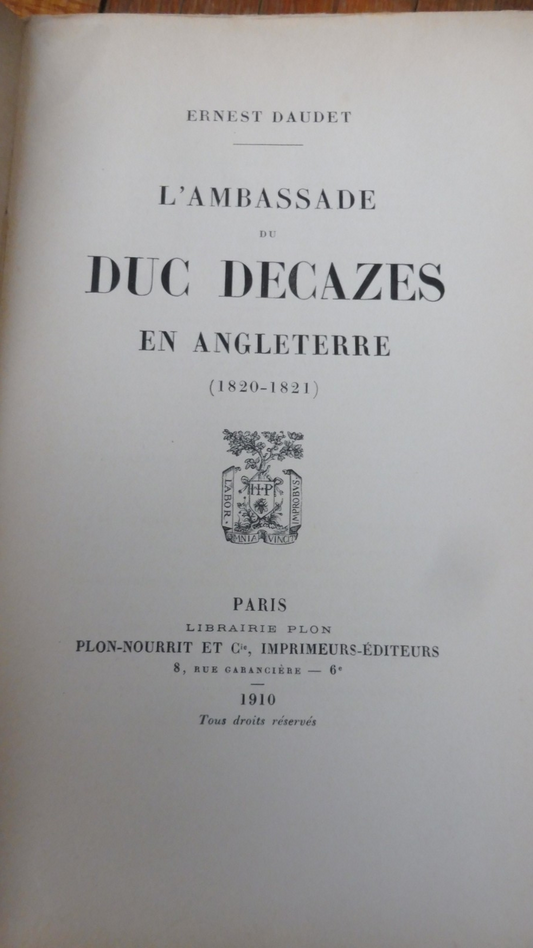 ERNEST DAUDET
L'AMBASSADE
DU
DUC DECAZES
EN ANGLETERRE
(1820-1821)
H·P
LABOR
IMPROBVS
OMNIA VINCIT
PARIS
LIBRAIRIE PLON
PLON-NOURRIT ET Cie, IMPRIMEURS-ÉDITEURS
8, RUE GARANCIÈRE — 6e
1910
Tous droits réservés